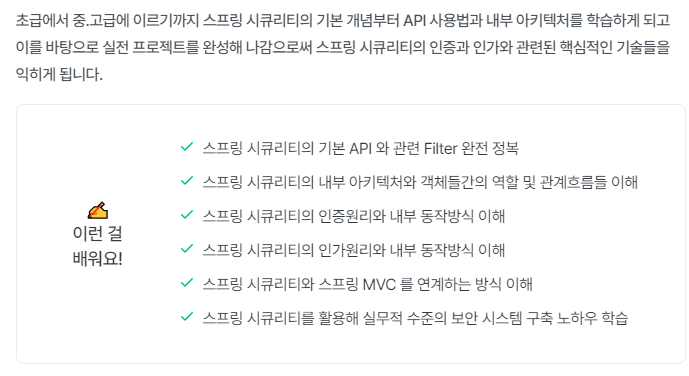 초급에서 중.고급에 이르기까지 스프링 시큐리티의 기본 개념부터 API 사용법과 내부 아키텍처를 학습하게 되고
이를 바탕으로 실전 프로젝트를 완성해 나감으로써 스프링 시큐리티의 인증과 인가와 관련된 핵심적인 기술들을
익히게 됩니다.
이런 걸
배워요!
스프링 시큐리티의 기본 API 와 관련 Filter 완전 정복
스프링 시큐리티의 내부 아키텍처와 객체들간의 역할 및 관계흐름들 이해
스프링 시큐리티의 인증원리와 내부 동작방식 이해
스프링 시큐리티의 인가원리와 내부 동작방식 이해
스프링 시큐리티와 스프링 MVC 를 연계하는 방식 이해
스프링 시큐리티를 활용해 실무적 수준의 보안 시스템 구축 노하우 학습